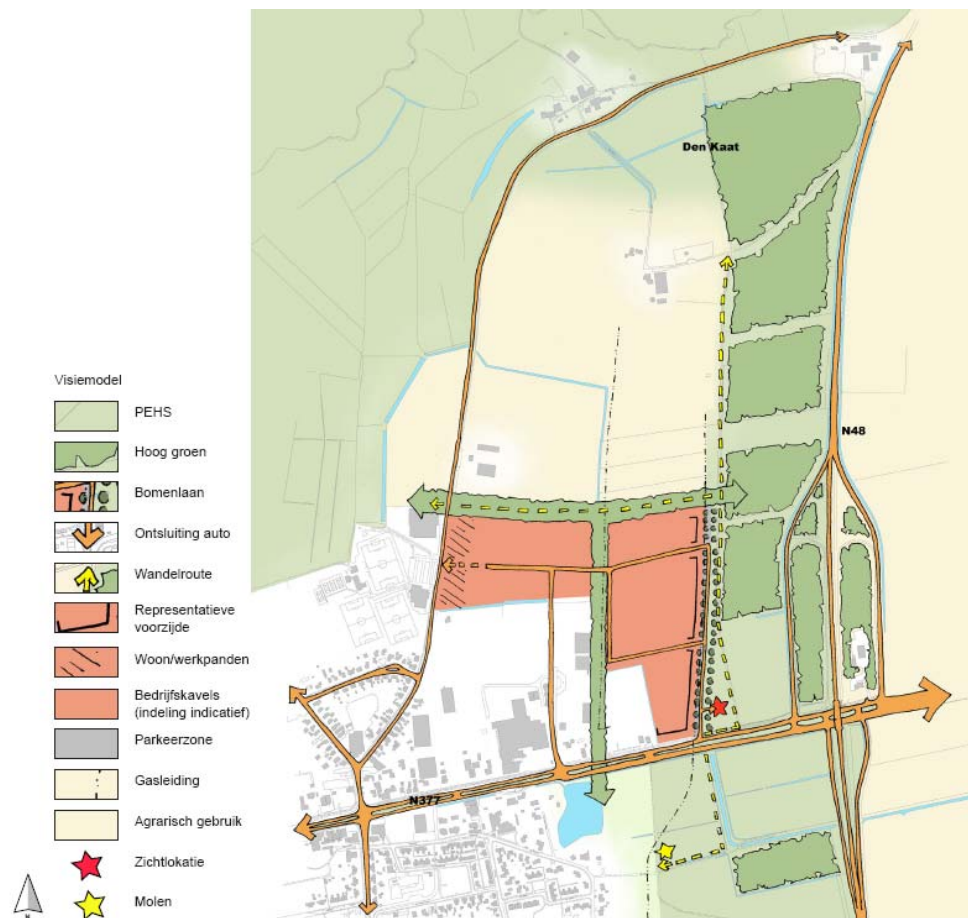 Visiemodel
PEHS
Hoog groen
Bomenlaan
Ontsluiting auto
Wandelroute
Representatieve
voorzijde
Woon/werkpanden
Bedrijfskavels
(indeling indicatief)
Parkeerzone
Gasleiding
Agrarisch gebruik
Zichtlokatie
Molen
N
Den Kaat
N48
N377